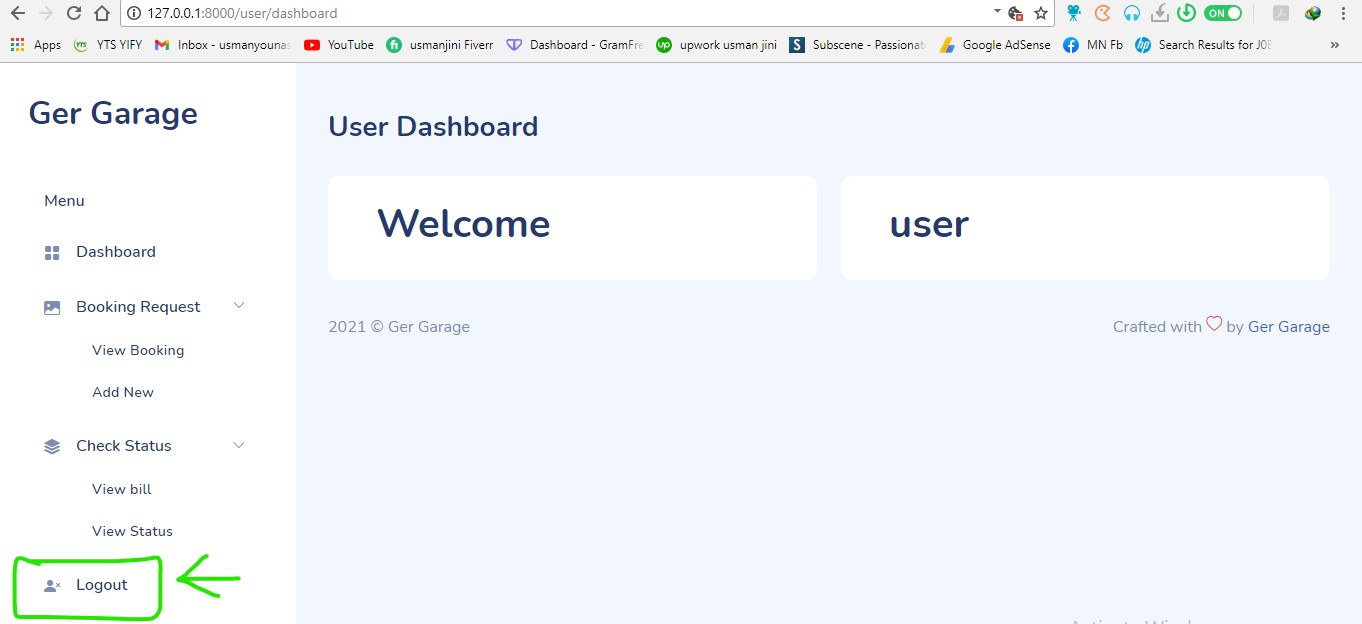 127.0.0.1:8000/user/dashboard
ON
Apps YTS YIFY Inbox - usmanyounas YouTube usmanjini Fiverr Dashboard - GramFre upwork usman jini Subscene - Passionat Google AdSense MN Fb Search Results for JOB »
Ger Garage
Menu
Dashboard
Booking Request
View Booking
Add New
Check Status
View bill
View Status
Logout
User Dashboard
Welcome
user
2021 © Ger Garage
Crafted with ♡ by Ger Garage